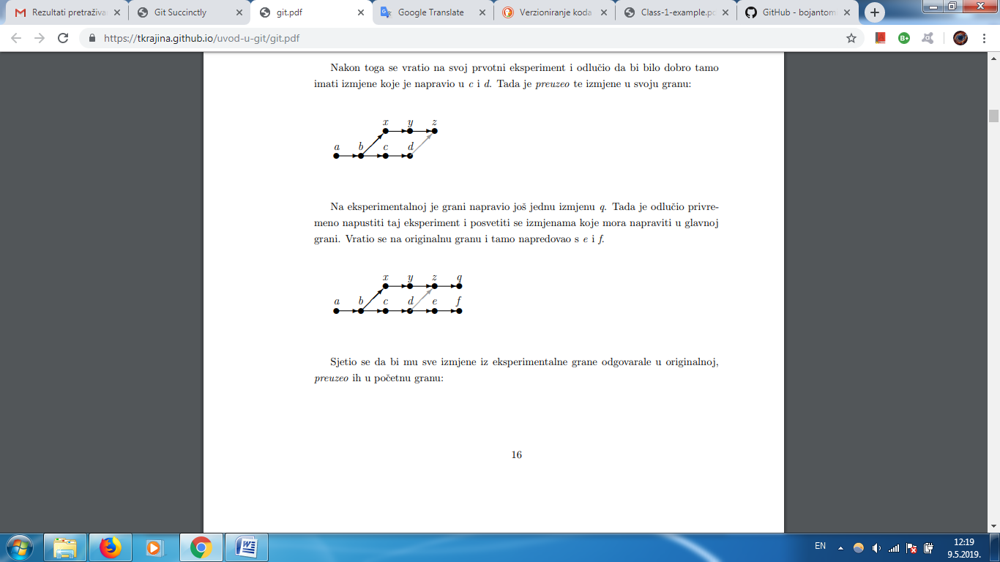 Rezultati pretraživa
Git Succinctly
git.pdf
Google Translate
Verzioniranje koda
Class-1-example.pd
GitHub - bojantom
https://tkrajina.github.io/uvod-u-git/git.pdf
B+
Nakon toga se vratio na svoj prvotni eksperiment i odlučio da bi bilo dobro tamo
imati izmjene koje je napravio u c i d. Tada je preuzeo te izmjene u svoju granu:
x y z
a b c d
Na eksperimentalnoj je grani napravio još jednu izmjenu q. Tada je odlučio privre-
meno napustiti taj eksperiment i posvetiti se izmjenama koje mora napraviti u glavnoj
grani. Vratio se na originalnu granu i tamo napredovao s e i f.
x y z q
a b c d e f
Sjetio se da bi mu sve izmjene iz eksperimentalne grane odgovarale u originalnoj,
preuzeo ih u početnu granu:
16
EN
12:19
9.5.2019.